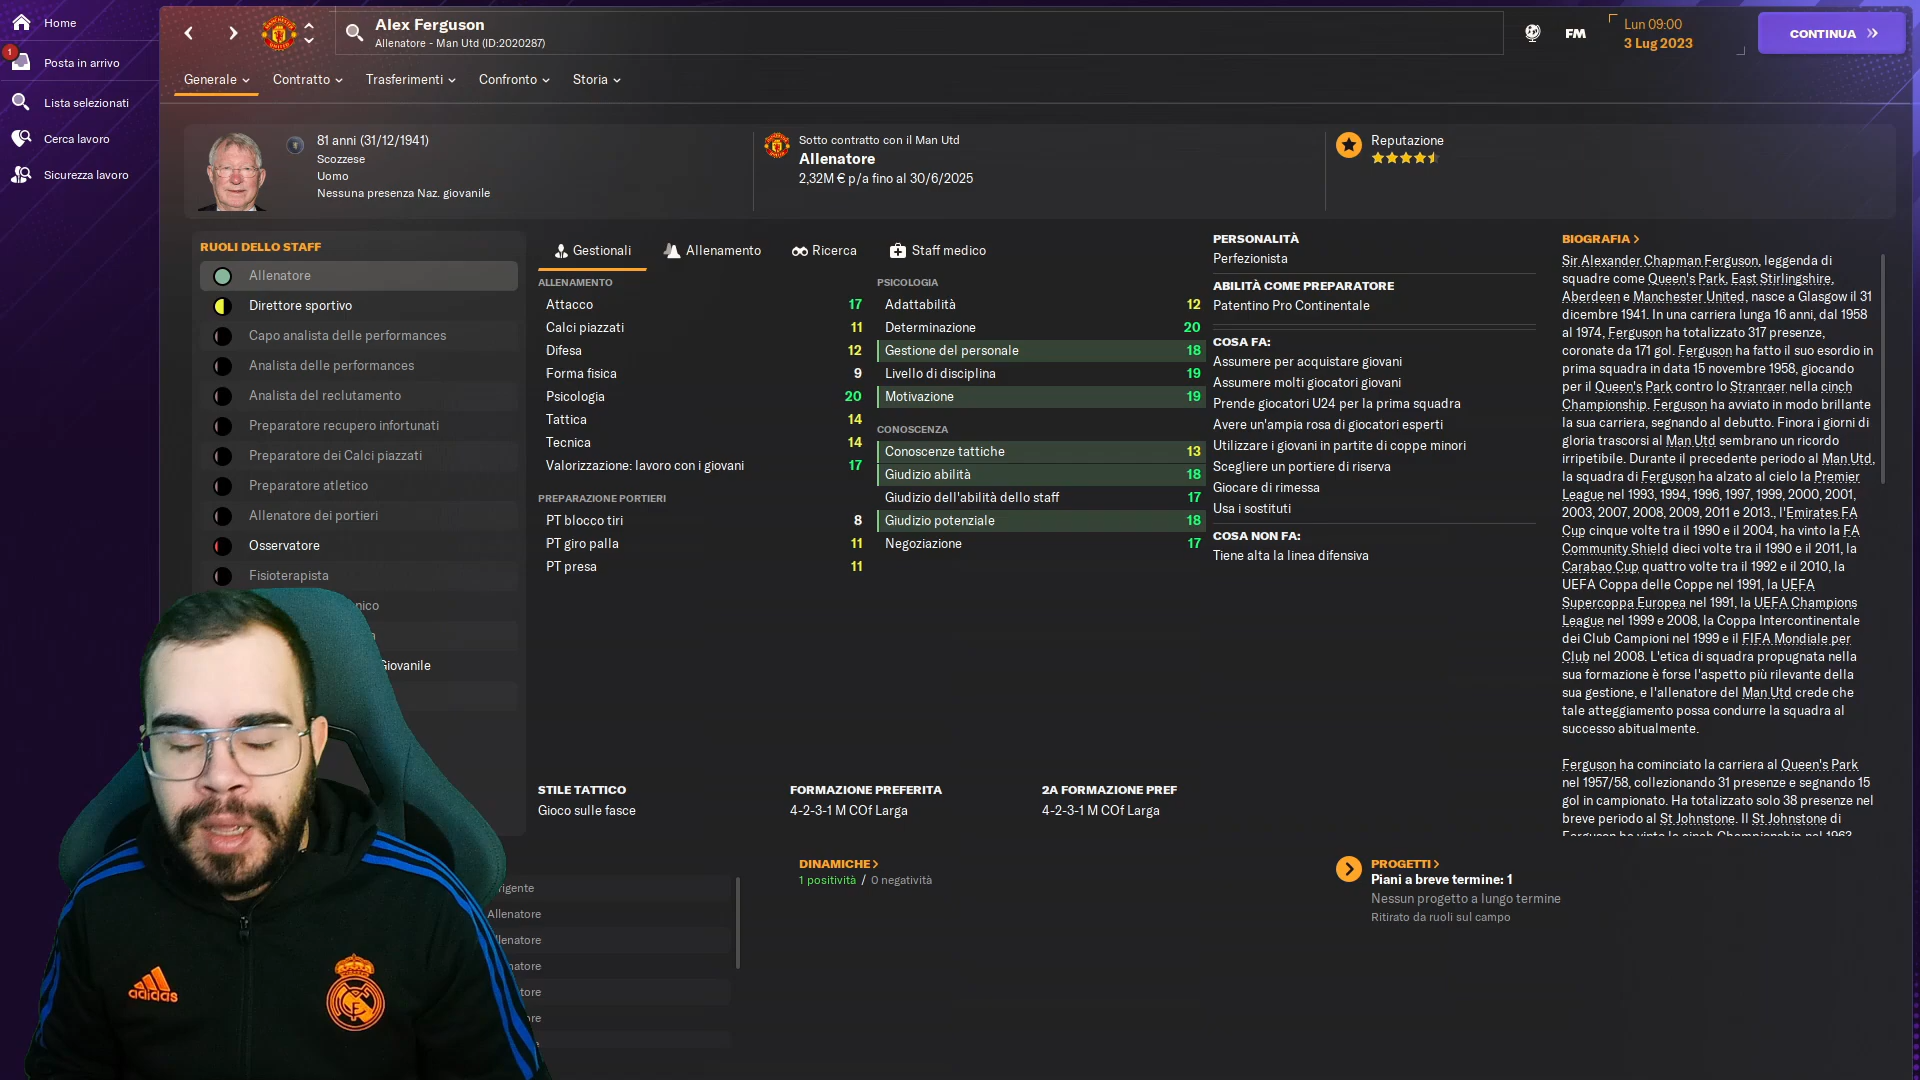 Home
1
Posta in arrivo
Lista selezionati
Cerca lavoro
Sicurezza lavoro
Alex Ferguson
Allenatore - Man Utd (ID:2020287)
FM
Lun 09:00
3 Lug 2023
CONTINUA
Generale
Contratto
Trasferimenti
Confronto
Storia
81 anni (31/12/1941)
Scozzese
Uomo
Nessuna presenza Naz. giovanile
Sotto contratto con il Man Utd
Allenatore
2,32M € p/a fino al 30/6/2025
Reputazione
RUOLI DELLO STAFF
Allenatore
Direttore sportivo
Capo analista delle performances
Analista delle performances
Analista del reclutamento
Preparatore recupero infortunati
Preparatore dei Calci piazzati
Preparatore atletico
Allenatore dei portieri
Osservatore
Fisioterapista
Giovanile
Gestionali
Allenamento
Ricerca
Staff medico
ALLENAMENTO
Attacco 17
Calci piazzati 11
Difesa 12
Forma fisica 9
Psicologia 20
Tattica 14
Tecnica 14
Valorizzazione: lavoro con i giovani 17
PREPARAZIONE PORTIERI
PT blocco tiri 8
PT giro palla 11
PT presa 11
PSICOLOGIA
Adattabilità 12
Determinazione 20
Gestione del personale 18
Livello di disciplina 19
Motivazione 19
CONOSCENZA
Conoscenze tattiche 13
Giudizio abilità 18
Giudizio dell'abilità dello staff 17
Giudizio potenziale 18
Negoziazione 17
PERSONALITÀ
Perfezionista
ABILITÀ COME PREPARATORE
Patentino Pro Continentale
COSA FA:
Assumere per acquistare giovani
Assumere molti giocatori giovani
Prende giocatori U24 per la prima squadra
Avere un'ampia rosa di giocatori esperti
Utilizzare i giovani in partite di coppe minori
Scegliere un portiere di riserva
Giocare di rimessa
Usa i sostituti
COSA NON FA:
Tiene alta la linea difensiva
BIOGRAFIA
Sir Alexander Chapman Ferguson, leggenda di
squadre come Queen's Park, East Stirlingshire,
Aberdeen e Manchester United, nasce a Glasgow il 31
dicembre 1941. In una carriera lunga 16 anni, dal 1958
al 1974, Ferguson ha totalizzato 317 presenze,
coronate da 171 gol. Ferguson ha fatto il suo esordio in
prima squadra in data 15 novembre 1958, giocando
per il Queen's Park contro lo Stranraer nella cinch
Championship. Ferguson ha avviato in modo brillante
la sua carriera, segnando al debutto. Finora i giorni di
gloria trascorsi al Man Utd sembrano un ricordo
irripetibile. Durante il precedente periodo al Man Utd,
la squadra di Ferguson ha alzato al cielo la Premier
League nel 1993, 1994, 1996, 1997, 1999, 2000, 2001,
2003, 2007, 2008, 2009, 2011 e 2013., l'Emirates FA
Cup cinque volte tra il 1990 e il 2004, ha vinto la FA
Community Shield dieci volte tra il 1990 e il 2011, la
Carabao Cup quattro volte tra il 1992 e il 2010, la
UEFA Coppa delle Coppe nel 1991, la UEFA
Supercoppa Europea nel 1991, la UEFA Champions
League nel 1999 e 2008, la Coppa Intercontinentale
dei Club Campioni nel 1999 e il FIFA Mondiale per
Club nel 2008. L'etica di squadra propugnata nella
sua formazione è forse l'aspetto più rilevante della
sua gestione, e l'allenatore del Man Utd crede che
tale atteggiamento possa condurre la squadra al
successo abitualmente.
Ferguson ha cominciato la carriera al Queen's Park
nel 1957/58, collezionando 31 presenze e segnando 15
gol in campionato. Ha totalizzato solo 38 presenze nel
breve periodo al St Johnstone. Il St Johnstone di
Ferguson ha vinto la cinch Championship nel 1963
STILE TATTICO
Gioco sulle fasce
FORMAZIONE PREFERITA
4-2-3-1 M COf Larga
2A FORMAZIONE PREF
4-2-3-1 M COf Larga
Allenatore
DINAMICHE
1 positività / 0 negatività
PROGETTI
Piani a breve termine: 1
Nessun progetto a lungo termine
Ritirato da ruoli sul campo
adidas